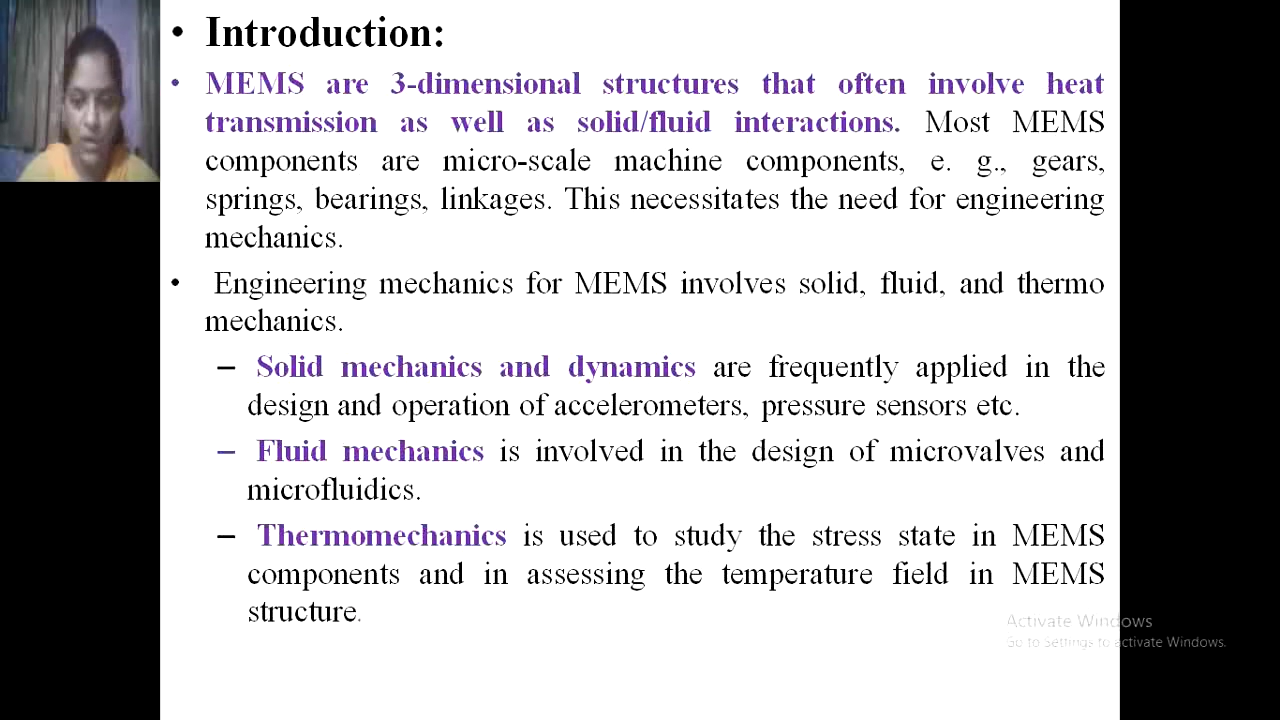 • Introduction:
• MEMS are 3-dimensional structures that often involve heat
transmission as well as solid/fluid interactions. Most MEMS
components are micro-scale machine components, e. g., gears,
springs, bearings, linkages. This necessitates the need for engineering
mechanics.
• Engineering mechanics for MEMS involves solid, fluid, and thermo
mechanics.
– Solid mechanics and dynamics are frequently applied in the
design and operation of accelerometers, pressure sensors etc.
– Fluid mechanics is involved in the design of microvalves and
microfluidics.
– Thermomechanics is used to study the stress state in MEMS
components and in assessing the temperature field in MEMS
structure.
Activate Windows
Go to Settings to activate Windows.